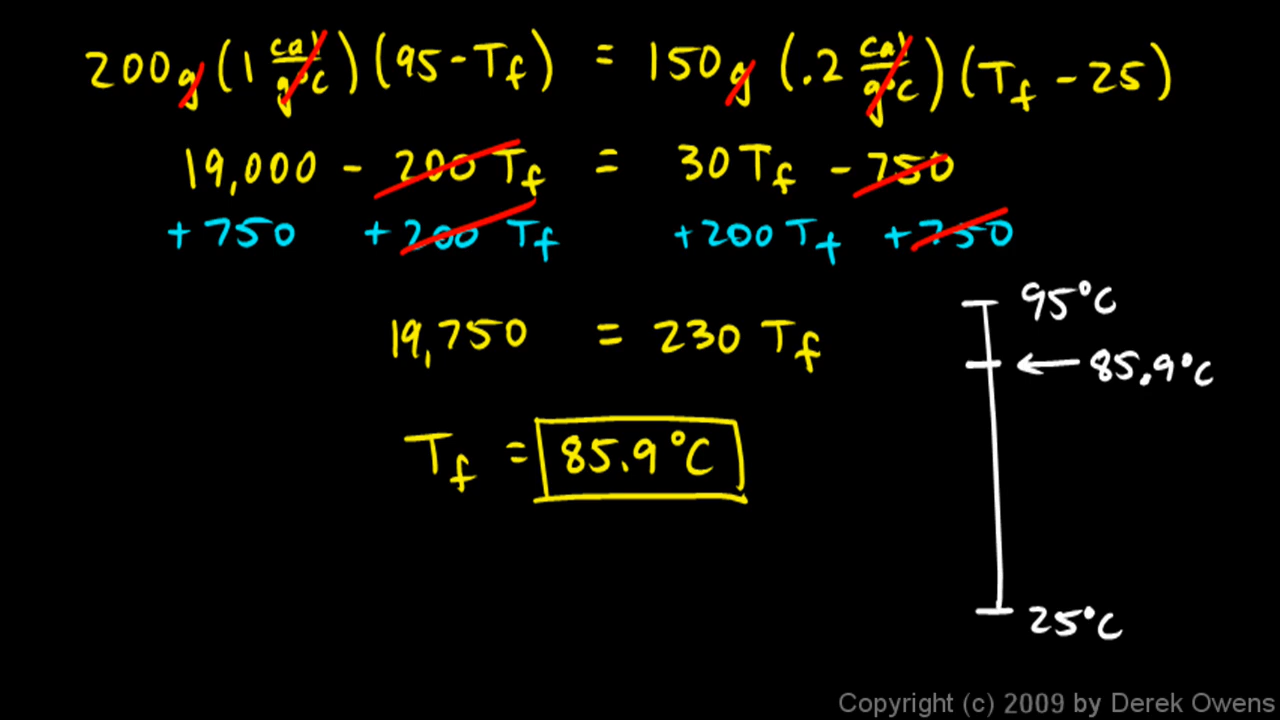 200g (1 cal/g°C) (95 - Tf) = 150g (.2 cal/g°C) (Tf - 25)
19,000 - 200 Tf = 30 Tf - 750
+ 750 + 200 Tf + 200 Tf + 750
19,750 = 230 Tf
Tf = 85.9°C
95°C
← 85.9°C
25°C
Copyright (c) 2009 by Derek Owens